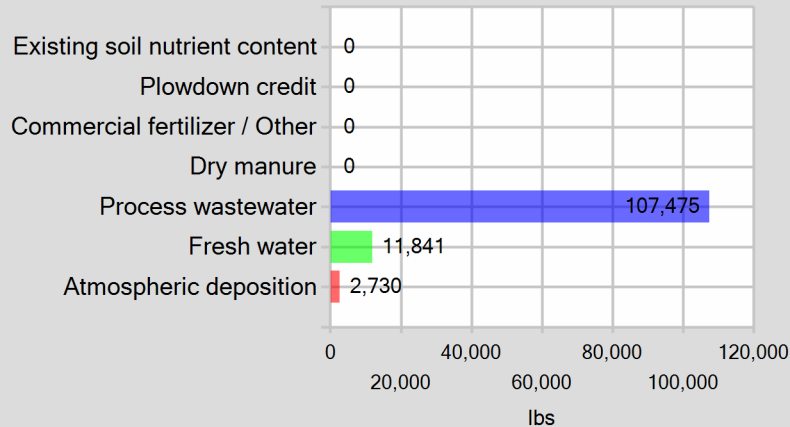 Existing soil nutrient content 0
Plowdown credit 0
Commercial fertilizer / Other 0
Dry manure 0
Process wastewater 107,475
Fresh water 11,841
Atmospheric deposition 2,730
0 40,000 80,000 120,000
20,000 60,000 100,000
lbs